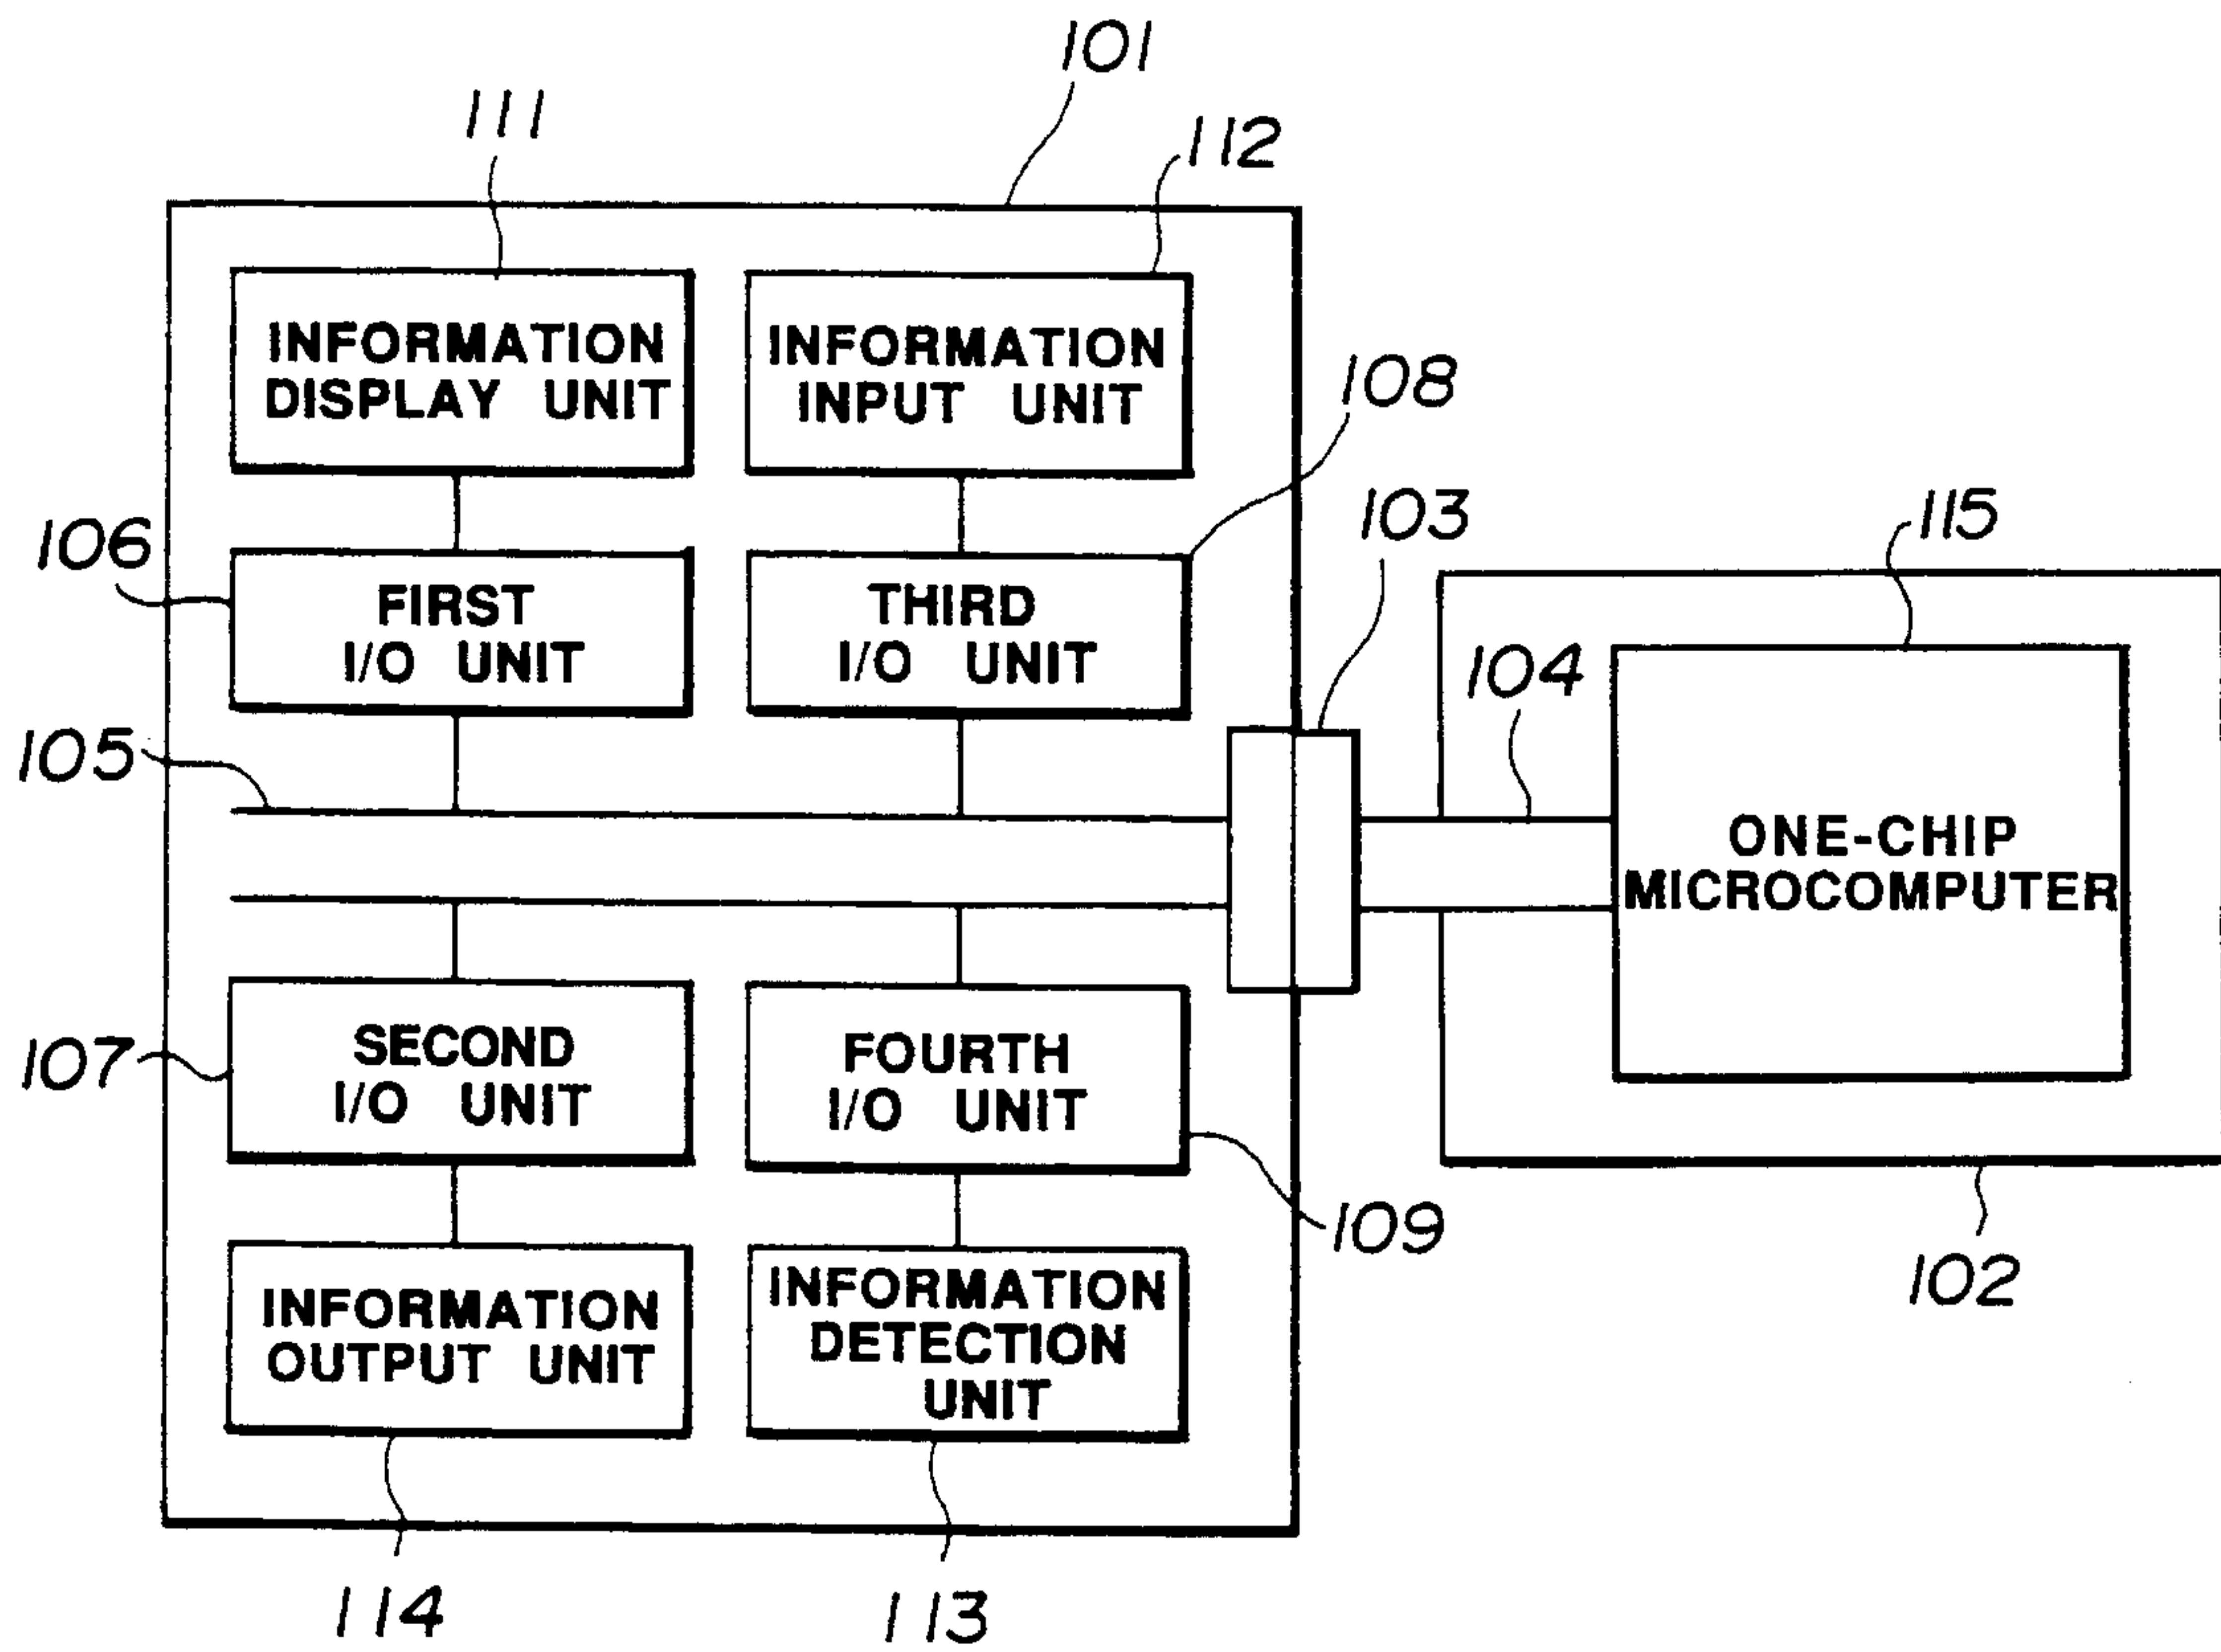 101
111
112
INFORMATION
DISPLAY UNIT
INFORMATION
INPUT UNIT
108
103
115
106
FIRST
I/O UNIT
THIRD
I/O UNIT
104
105
ONE-CHIP
MICROCOMPUTER
107
SECOND
I/O UNIT
FOURTH
I/O UNIT
109
102
INFORMATION
OUTPUT UNIT
INFORMATION
DETECTION
UNIT
114
113